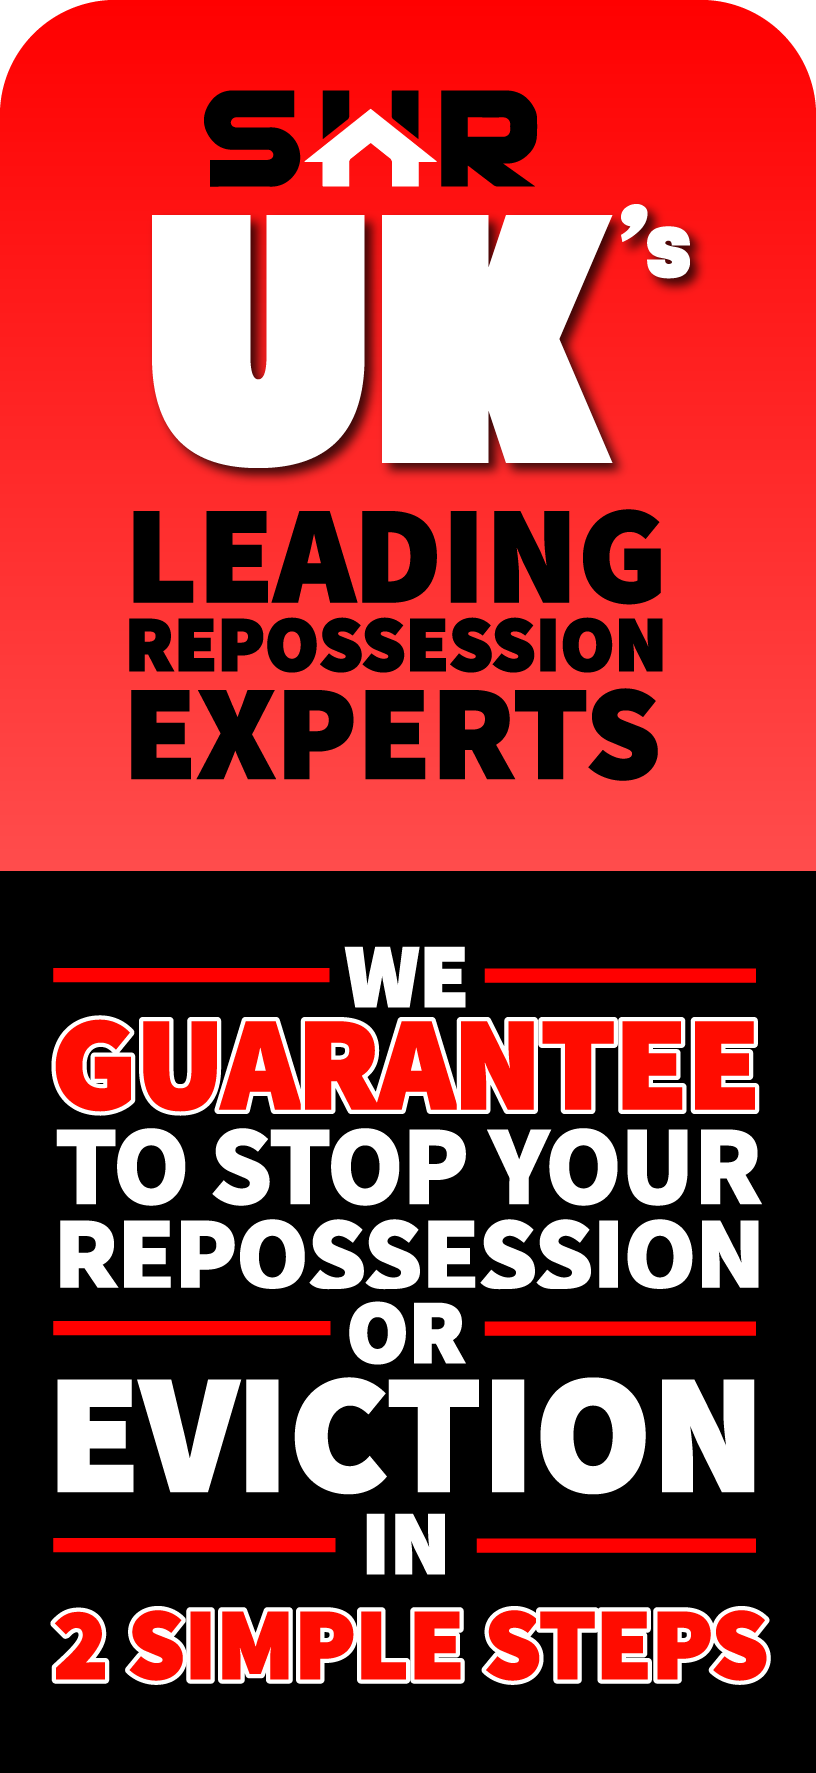 SHR
UK's
LEADING
REPOSSESSION
EXPERTS
WE
GUARANTEE
TO STOP YOUR
REPOSSESSION
OR
EVICTION
IN
2 SIMPLE STEPS